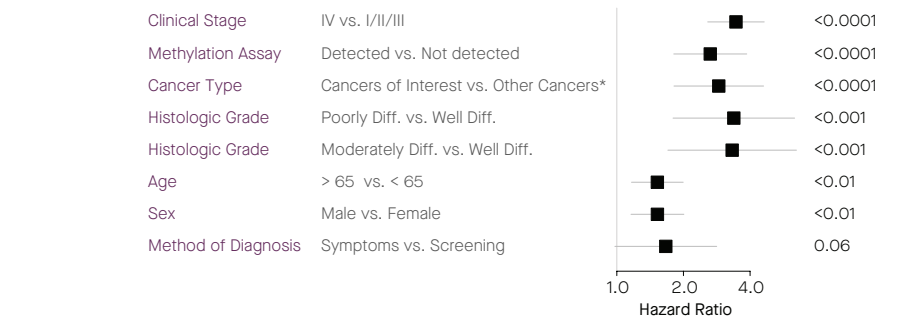 Clinical Stage IV vs. I/II/III <0.0001
Methylation Assay Detected vs. Not detected <0.0001
Cancer Type Cancers of Interest vs. Other Cancers* <0.0001
Histologic Grade Poorly Diff. vs. Well Diff. <0.001
Histologic Grade Moderately Diff. vs. Well Diff. <0.001
Age > 65 vs. < 65 <0.01
Sex Male vs. Female <0.01
Method of Diagnosis Symptoms vs. Screening 0.06
1.0 2.0 4.0
Hazard Ratio